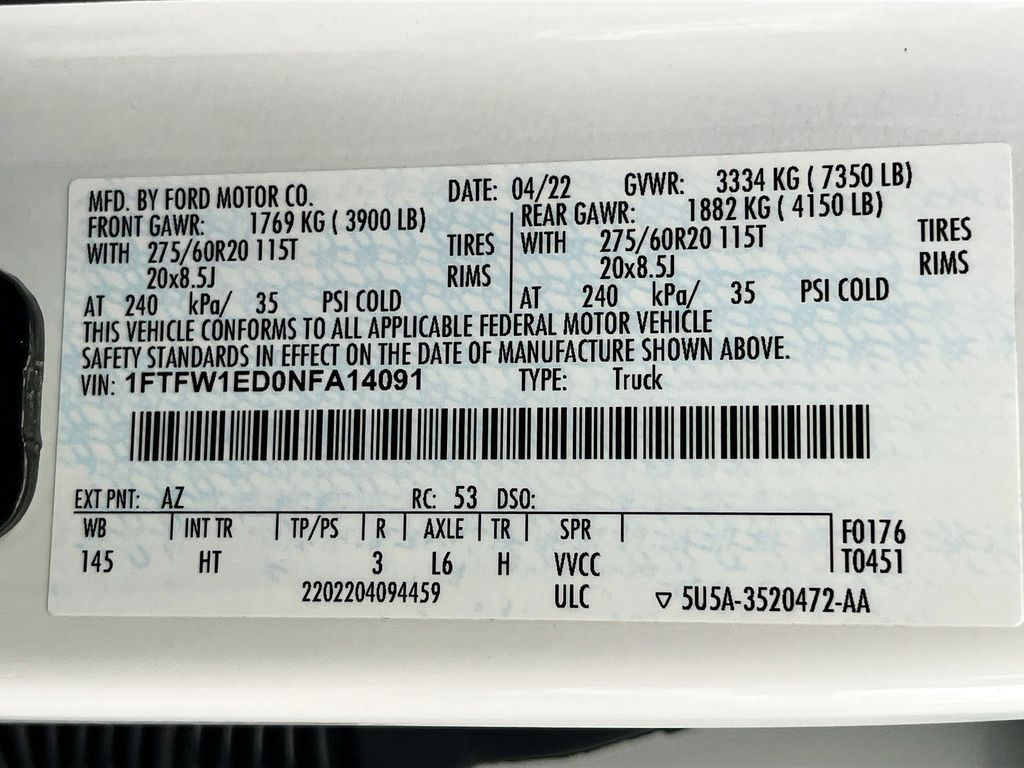 MFD. BY FORD MOTOR CO. DATE: 04/22 GVWR: 3334 KG ( 7350 LB)
FRONT GAWR: 1769 KG ( 3900 LB) REAR GAWR: 1882 KG ( 4150 LB)
WITH 275/60R20 115T TIRES WITH 275/60R20 115T TIRES
20x8.5J RIMS 20x8.5J RIMS
AT 240 kPa/ 35 PSI COLD AT 240 kPa/ 35 PSI COLD
THIS VEHICLE CONFORMS TO ALL APPLICABLE FEDERAL MOTOR VEHICLE
SAFETY STANDARDS IN EFFECT ON THE DATE OF MANUFACTURE SHOWN ABOVE.
VIN: 1FTFW1ED0NFA14091 TYPE: Truck
EXT PNT: AZ RC: 53 DSO:
WB INT TR TP/PS R AXLE TR SPR F0176
145 HT 3 L6 H VVCC T0451
2202204094459 ULC ▽ 5U5A-3520472-AA